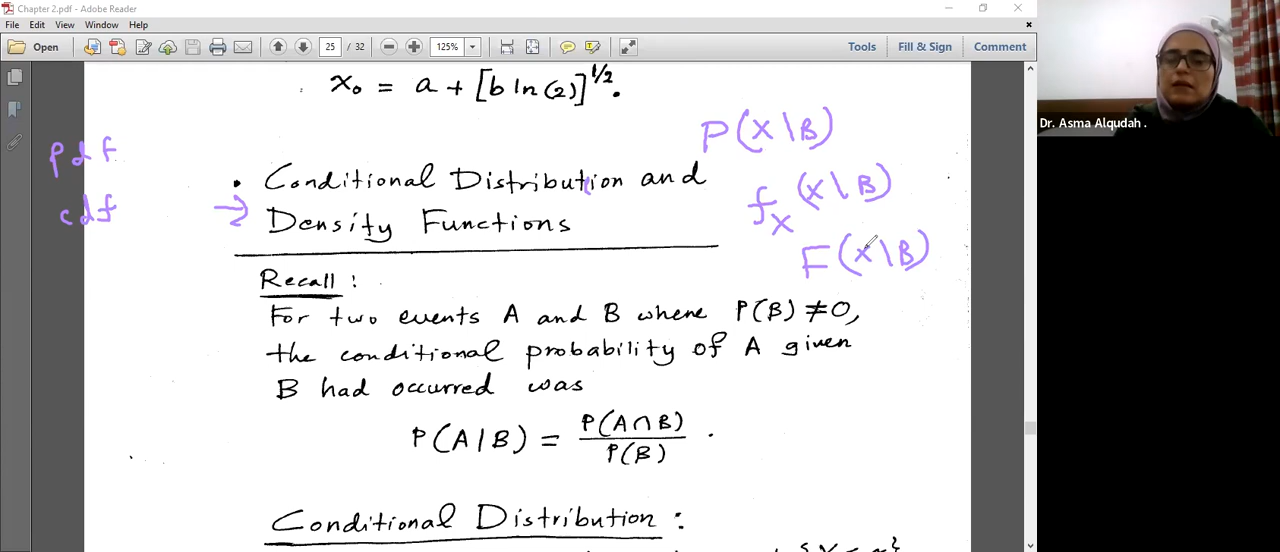 Chapter 2.pdf - Adobe Reader
File Edit View Window Help
Open 25 / 32 125% Tools Fill & Sign Comment
x₀ = a + [b ln(2)]^1/2.
P(X\B)
pdf
• Conditional Distribution and
f_X(X\B)
cdf
→ Density Functions
F(X\B)
Recall:
For two events A and B where P(B) ≠ 0,
the conditional probability of A given
B had occurred was
P(A/B) = P(A∩B) / P(B) .
Conditional Distribution:
Dr. Asma Alqudah .